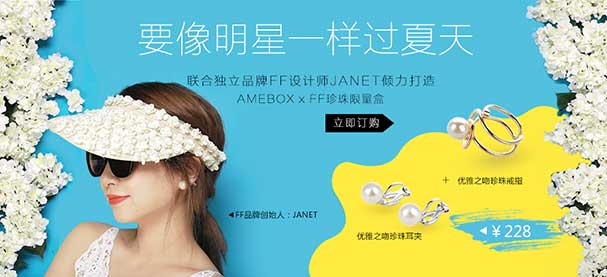 要像明星一样过夏天
联合独立品牌FF设计师JANET倾力打造
AMEBOX x FF珍珠限量盒
立即订购
+ 优雅之吻珍珠戒指
◀FF品牌创始人：JANET
优雅之吻珍珠耳夹
◀ ¥228